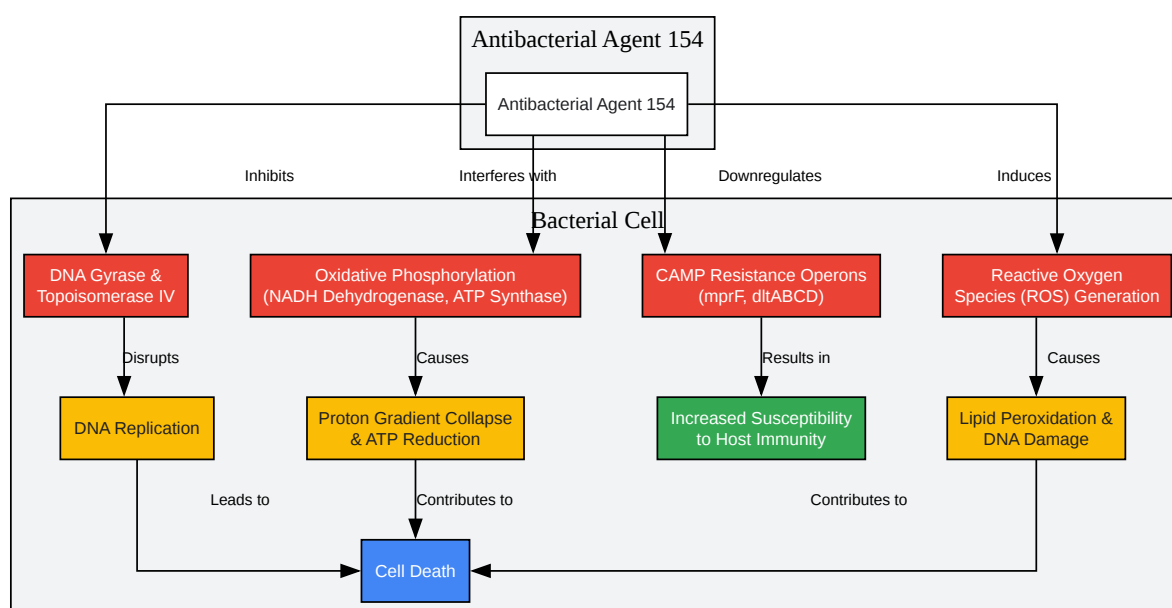 Antibacterial Agent 154
Antibacterial Agent 154
Inhibits
Interferes with
Downregulates
Induces
Bacterial Cell
DNA Gyrase &
Topoisomerase IV
Oxidative Phosphorylation
(NADH Dehydrogenase, ATP Synthase)
CAMP Resistance Operons
(mprF, dltABCD)
Reactive Oxygen
Species (ROS) Generation
Disrupts
Causes
Results in
Causes
DNA Replication
Proton Gradient Collapse
& ATP Reduction
Increased Susceptibility
to Host Immunity
Lipid Peroxidation &
DNA Damage
Leads to
Contributes to
Contributes to
Cell Death